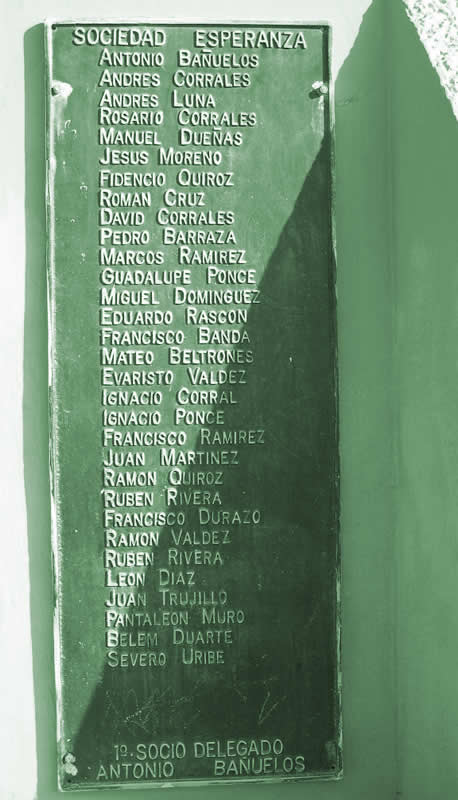 SOCIEDAD ESPERANZA
ANTONIO BAÑUELOS
ANDRES CORRALES
ANDRES LUNA
ROSARIO CORRALES
MANUEL DUEÑAS
JESUS MORENO
FIDENCIO QUIROZ
ROMAN CRUZ
DAVID CORRALES
PEDRO BARRAZA
MARCOS RAMIREZ
GUADALUPE PONCE
MIGUEL DOMINGUEZ
EDUARDO RASCON
FRANCISCO BANDA
MATEO BELTRONES
EVARISTO VALDEZ
IGNACIO CORRAL
IGNACIO PONCE
FRANCISCO RAMIREZ
JUAN MARTINEZ
RAMON QUIROZ
RUBEN RIVERA
FRANCISCO DURAZO
RAMON VALDEZ
RUBEN RIVERA
LEON DIAZ
JUAN TRUJILLO
PANTALEON MURO
BELEM DUARTE
SEVERO URIBE
1º. SOCIO DELEGADO
ANTONIO BAÑUELOS